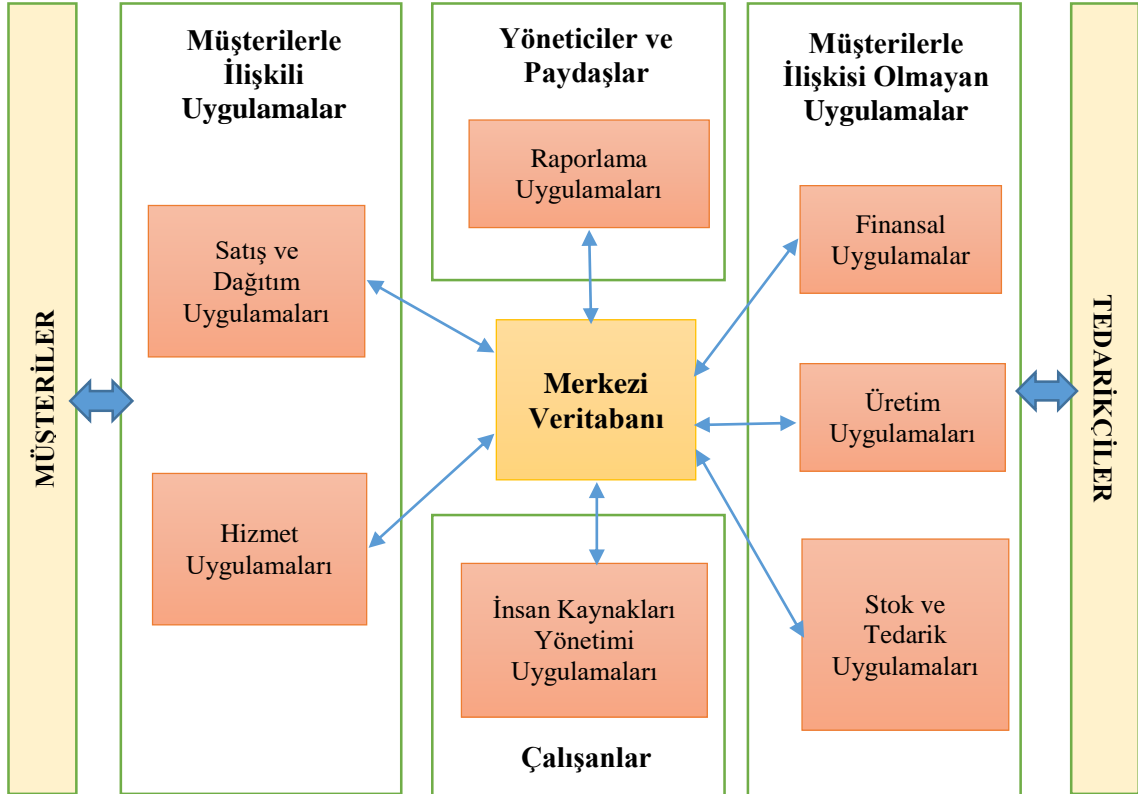 MÜŞTERİLER
Müşterilerle
İlişkili
Uygulamalar
Satış ve
Dağıtım
Uygulamaları
Hizmet
Uygulamaları
Yöneticiler ve
Paydaşlar
Raporlama
Uygulamaları
Merkezi
Veritabanı
İnsan Kaynakları
Yönetimi
Uygulamaları
Çalışanlar
Müşterilerle
İlişkisi Olmayan
Uygulamalar
Finansal
Uygulamalar
Üretim
Uygulamaları
Stok ve
Tedarik
Uygulamaları
TEDARİKÇİLER